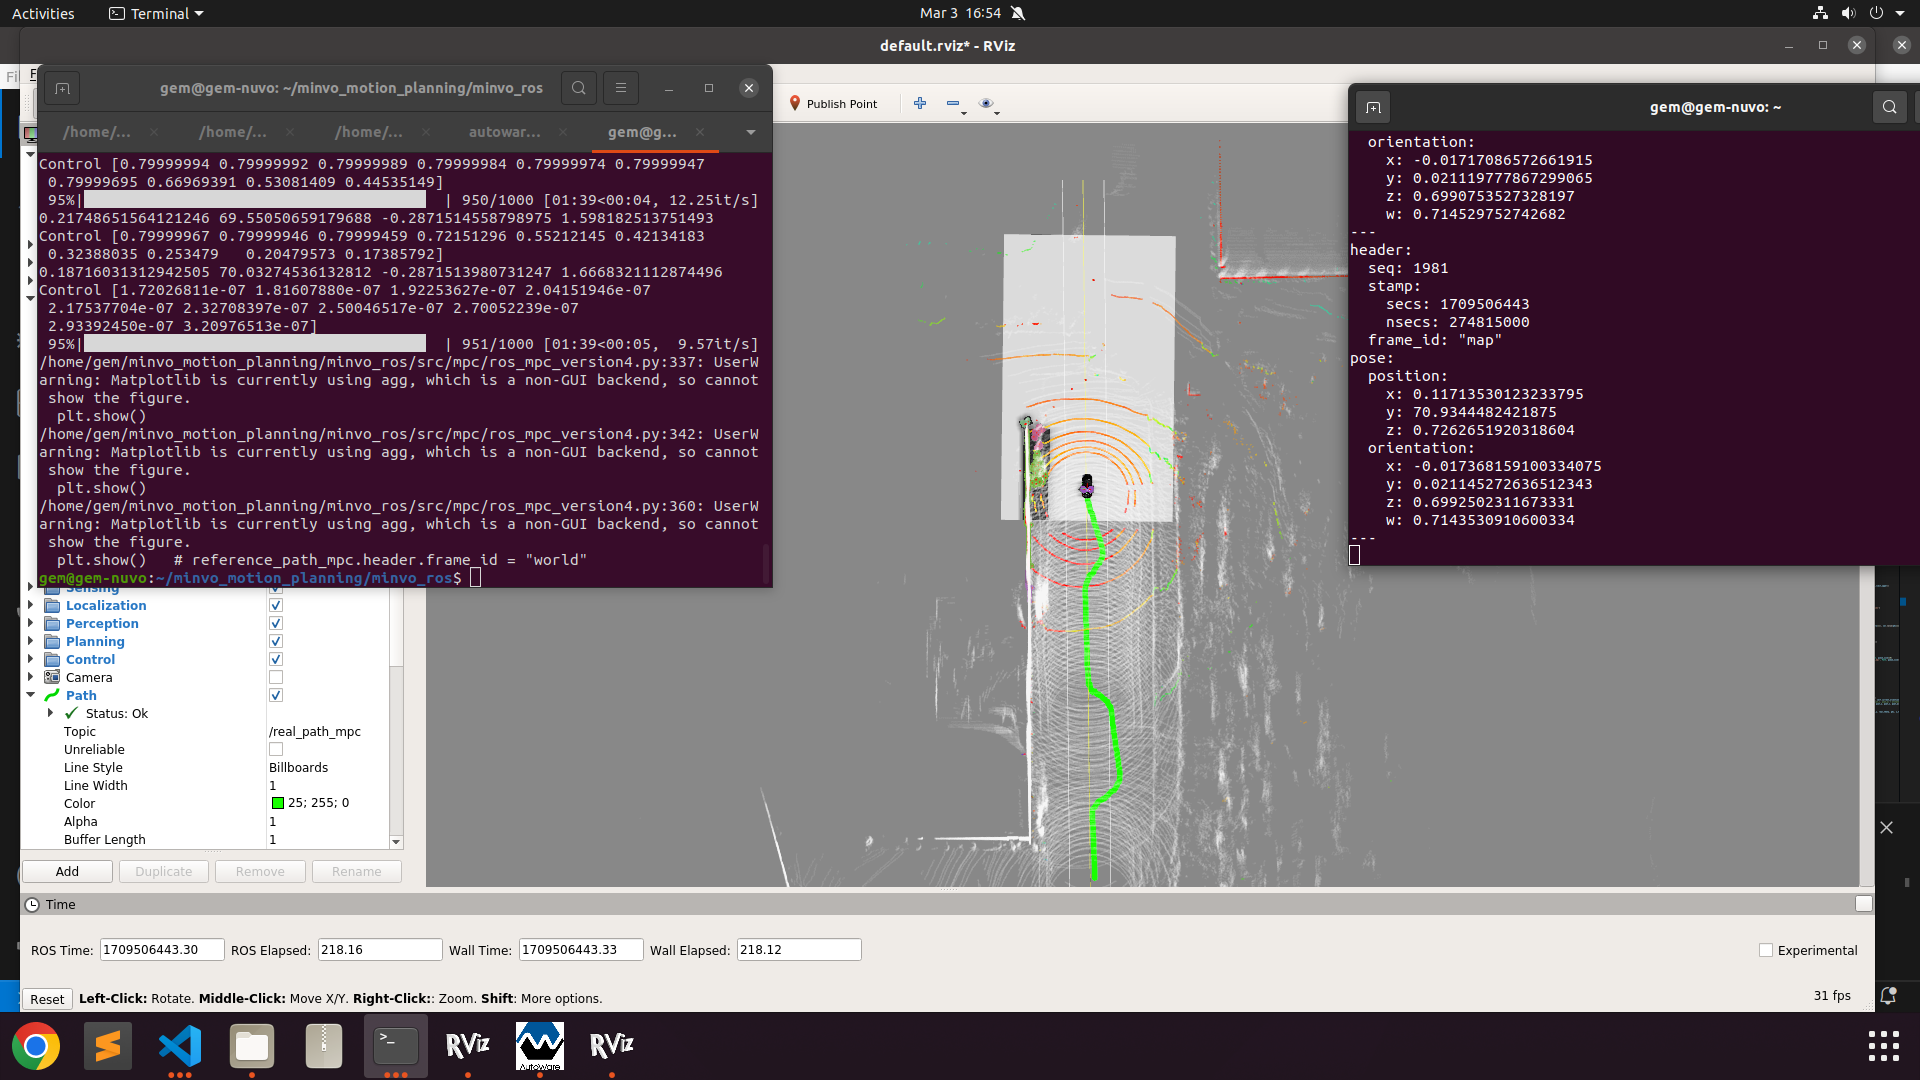 Activities
Terminal
Mar 3 16:54
default.rviz* - RViz
gem@gem-nuvo: ~/minvo_motion_planning/minvo_ros
/home/...
/home/...
/home/...
autowar...
gem@g...
Control [0.79999994 0.79999992 0.79999989 0.79999984 0.79999974 0.79999947
0.79999695 0.66969391 0.53081409 0.44535149]
95%| | 950/1000 [01:39<00:04, 12.25it/s]
0.21748651564121246 69.55050659179688 -0.2871514558798975 1.598182513751493
Control [0.79999967 0.79999946 0.79999459 0.72151296 0.55212145 0.42134183
0.32388035 0.253479 0.20479573 0.17385792]
0.18716031312942505 70.03274536132812 -0.2871513980731247 1.6668321112874496
Control [1.72026811e-07 1.81607880e-07 1.92253627e-07 2.04151946e-07
2.17537704e-07 2.32708397e-07 2.50046517e-07 2.70052239e-07
2.93392450e-07 3.20976513e-07]
95%| | 951/1000 [01:39<00:05, 9.57it/s]
/home/gem/minvo_motion_planning/minvo_ros/src/mpc/ros_mpc_version4.py:337: UserW
arning: Matplotlib is currently using agg, which is a non-GUI backend, so cannot
show the figure.
plt.show()
/home/gem/minvo_motion_planning/minvo_ros/src/mpc/ros_mpc_version4.py:342: UserW
arning: Matplotlib is currently using agg, which is a non-GUI backend, so cannot
show the figure.
plt.show()
/home/gem/minvo_motion_planning/minvo_ros/src/mpc/ros_mpc_version4.py:360: UserW
arning: Matplotlib is currently using agg, which is a non-GUI backend, so cannot
show the figure.
plt.show() # reference_path_mpc.header.frame_id = "world"
gem@gem-nuvo:~/minvo_motion_planning/minvo_ros$
Publish Point
gem@gem-nuvo: ~
orientation:
x: -0.01717086572661915
y: 0.021119777867299065
z: 0.6990753527328197
w: 0.714529752742682
---
header:
seq: 1981
stamp:
secs: 1709506443
nsecs: 274815000
frame_id: "map"
pose:
position:
x: 0.117135301232337​95
y: 70.9344482421875
z: 0.7262651920318604
orientation:
x: -0.017368159100334075
y: 0.021145272636512343
z: 0.6992502311673331
w: 0.7143530910600334
---
Sensing
Localization
Perception
Planning
Control
Camera
Path
Status: Ok
Topic /real_path_mpc
Unreliable
Line Style Billboards
Line Width 1
Color 25; 255; 0
Alpha 1
Buffer Length 1
Add
Duplicate
Remove
Rename
Time
ROS Time: 1709506443.30 ROS Elapsed: 218.16 Wall Time: 1709506443.33 Wall Elapsed: 218.12
Experimental
Reset
Left-Click: Rotate. Middle-Click: Move X/Y. Right-Click:: Zoom. Shift: More options.
31 fps
RViz
AutoWare
RViz